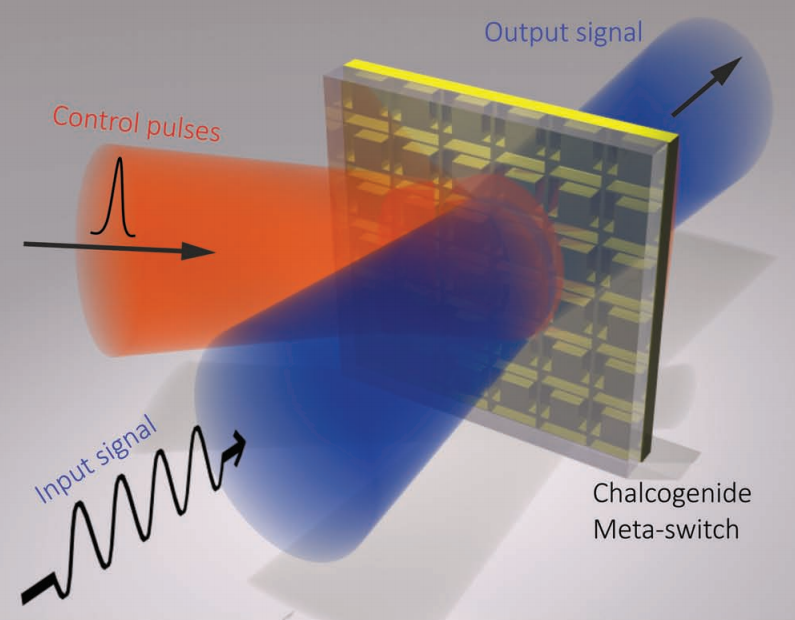 Output signal
Control pulses
Input signal
Chalcogenide
Meta-switch